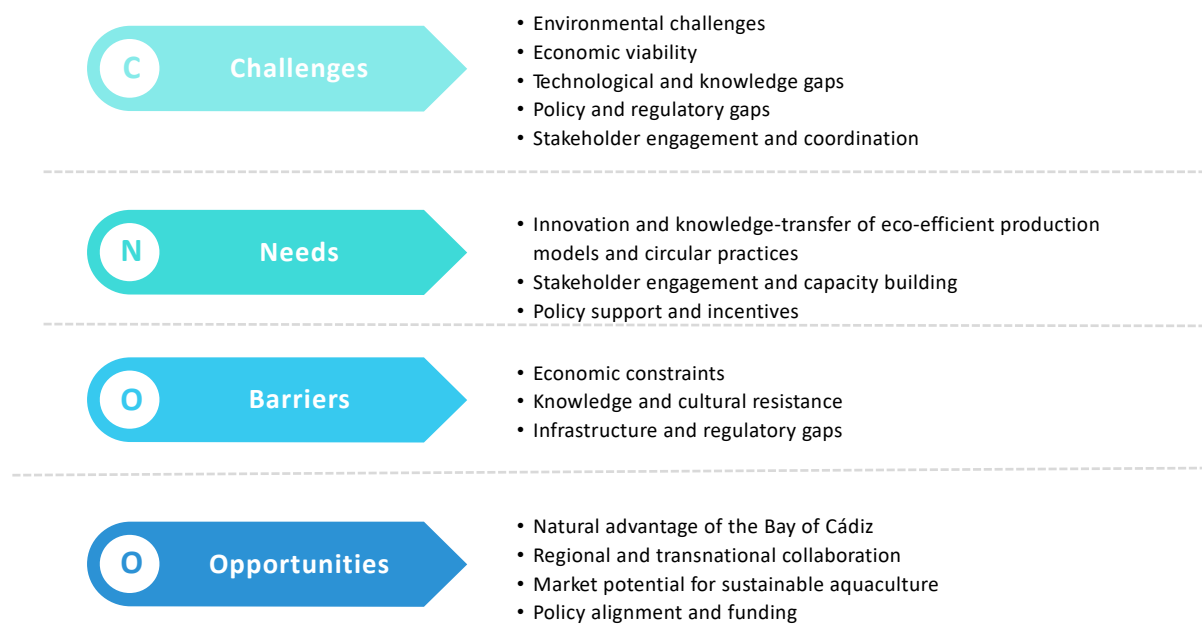 C Challenges
• Environmental challenges
• Economic viability
• Technological and knowledge gaps
• Policy and regulatory gaps
• Stakeholder engagement and coordination
N Needs
• Innovation and knowledge-transfer of eco-efficient production
models and circular practices
• Stakeholder engagement and capacity building
• Policy support and incentives
O Barriers
• Economic constraints
• Knowledge and cultural resistance
• Infrastructure and regulatory gaps
O Opportunities
• Natural advantage of the Bay of Cádiz
• Regional and transnational collaboration
• Market potential for sustainable aquaculture
• Policy alignment and funding